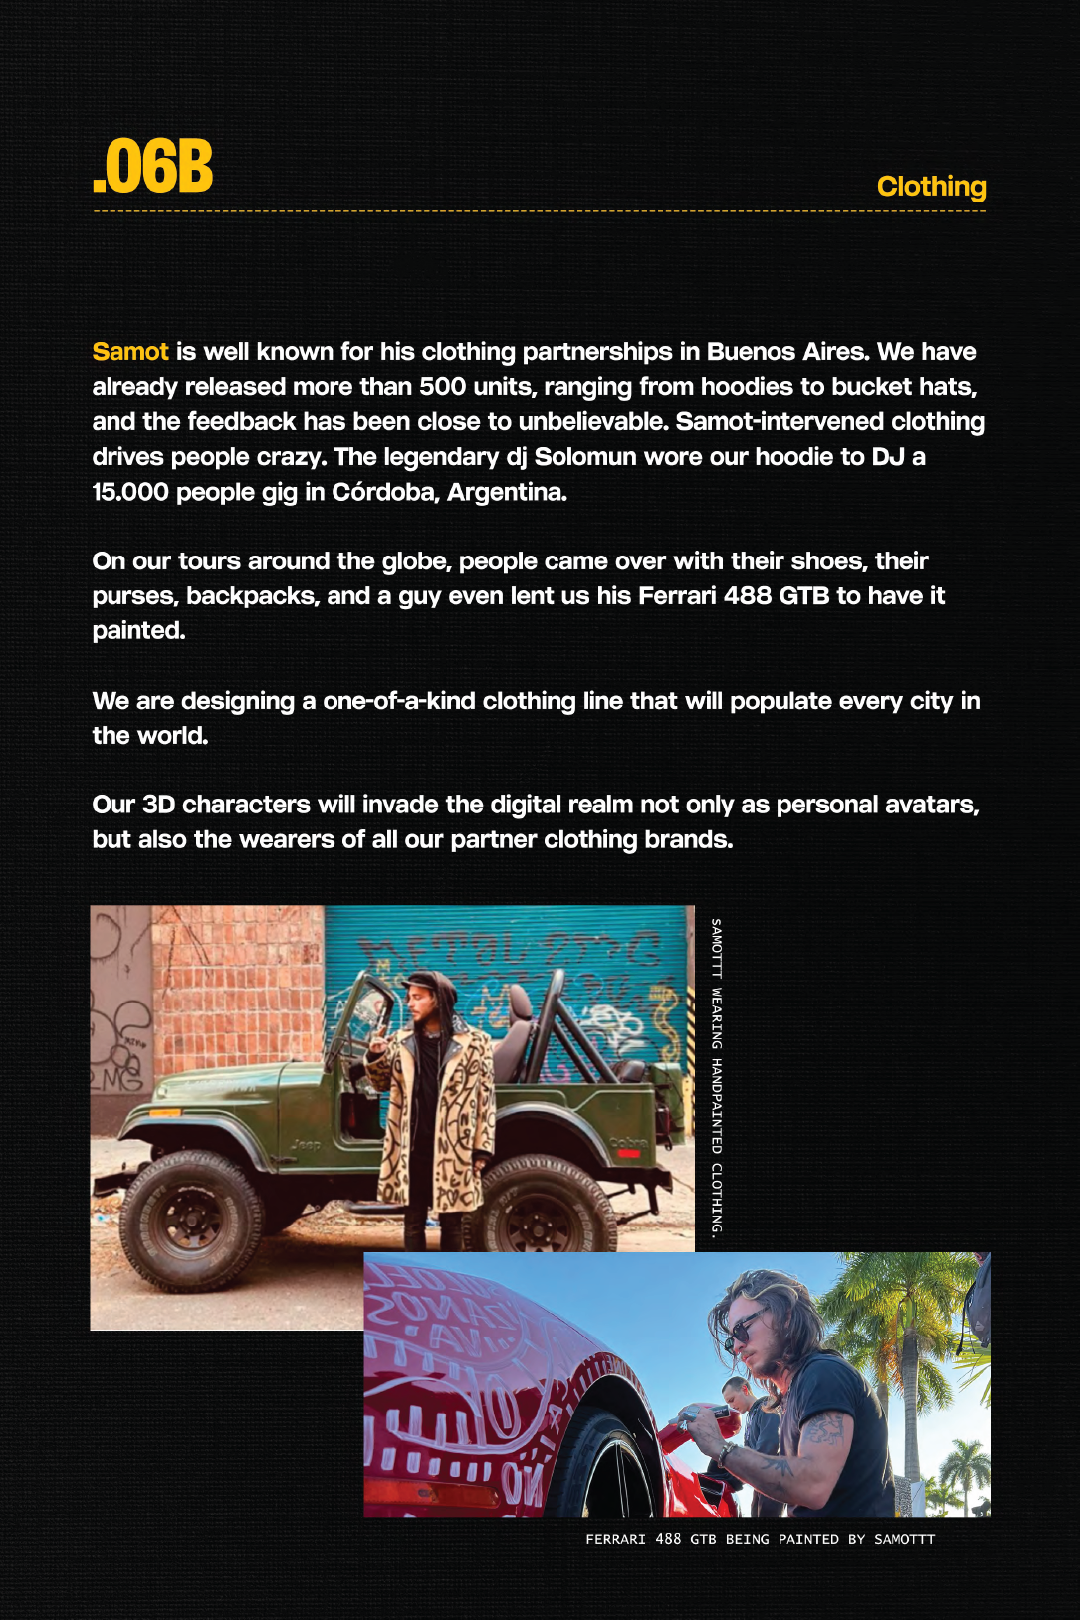 .06B
Clothing
Samot is well known for his clothing partnerships in Buenos Aires. We have
already released more than 500 units, ranging from hoodies to bucket hats,
and the feedback has been close to unbelievable. Samot-intervened clothing
drives people crazy. The legendary dj Solomun wore our hoodie to DJ a
15.000 people gig in Córdoba, Argentina.
On our tours around the globe, people came over with their shoes, their
purses, backpacks, and a guy even lent us his Ferrari 488 GTB to have it
painted.
We are designing a one-of-a-kind clothing line that will populate every city in
the world.
Our 3D characters will invade the digital realm not only as personal avatars,
but also the wearers of all our partner clothing brands.
SAMOTTT WEARING HANDPAINTED CLOTHING.
Jeep
Cobra
FERRARI 488 GTB BEING PAINTED BY SAMOTTT